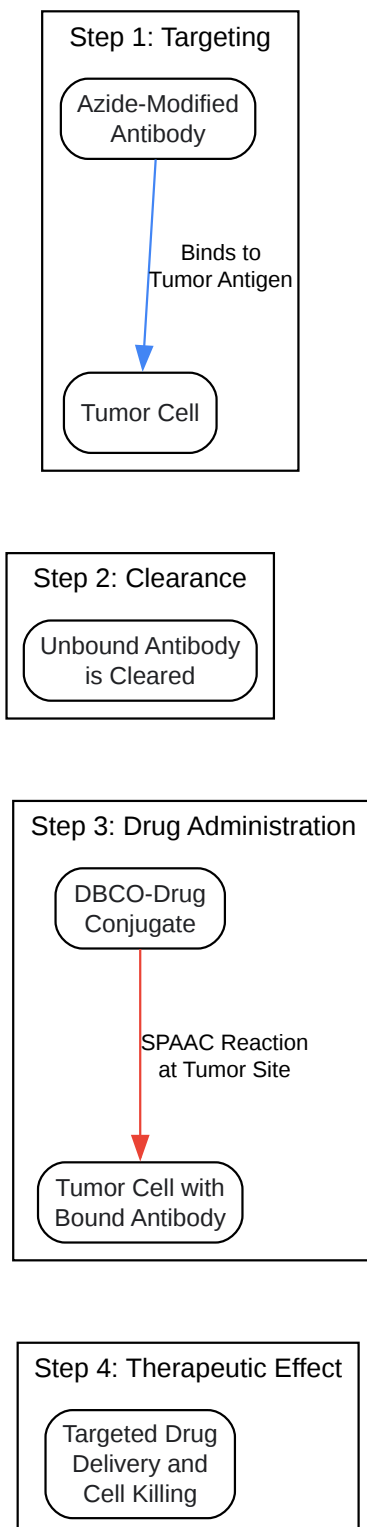 Step 1: Targeting
Azide-Modified
Antibody
Binds to
Tumor Antigen
Tumor Cell
Step 2: Clearance
Unbound Antibody
is Cleared
Step 3: Drug Administration
DBCO-Drug
Conjugate
SPAAC Reaction
at Tumor Site
Tumor Cell with
Bound Antibody
Step 4: Therapeutic Effect
Targeted Drug
Delivery and
Cell Killing